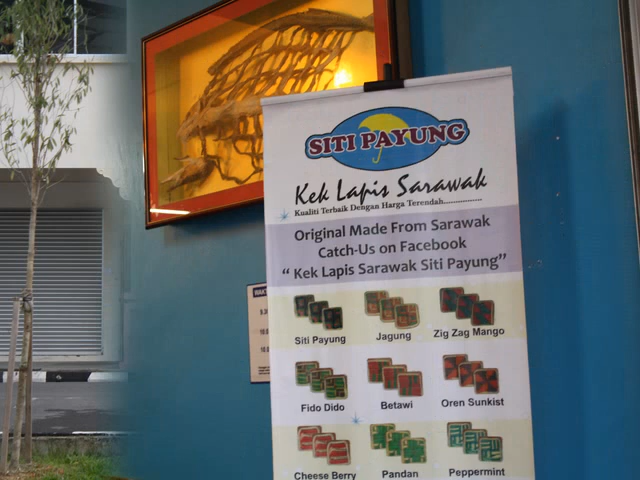 SITI PAYUNG
Kek Lapis Sarawak
Kualiti Terbaik Dengan Harga Terendah................
Original Made From Sarawak
Catch-Us on Facebook
“ Kek Lapis Sarawak Siti Payung”
Siti Payung Jagung Zig Zag Mango
Fido Dido Betawi Oren Sunkist
Cheese Berry Pandan Peppermint